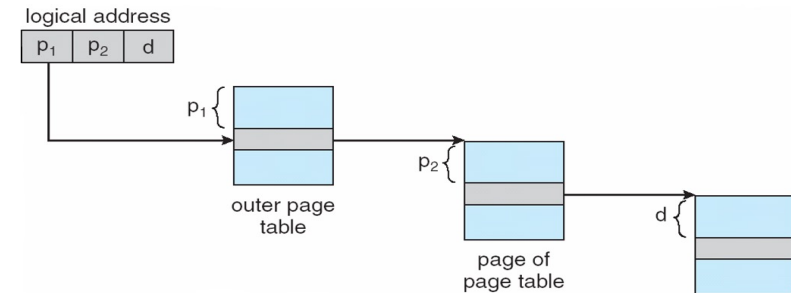 logical address
p₁ p₂ d
p₁
outer page
table
p₂
page of
page table
d